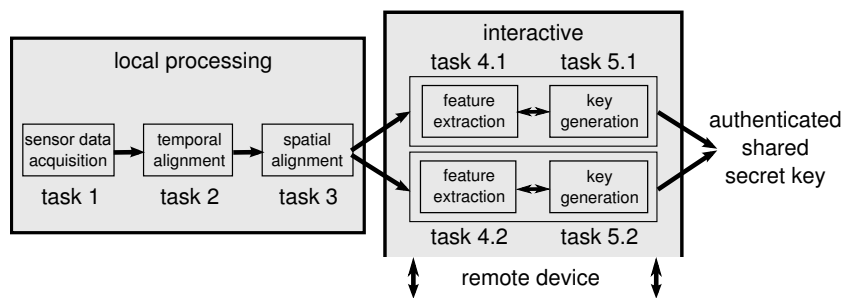 local processing
sensor data
acquisition
task 1
temporal
alignment
task 2
spatial
alignment
task 3
interactive
task 4.1
task 5.1
feature
extraction
key
generation
feature
extraction
key
generation
task 4.2
task 5.2
remote device
authenticated
shared
secret key